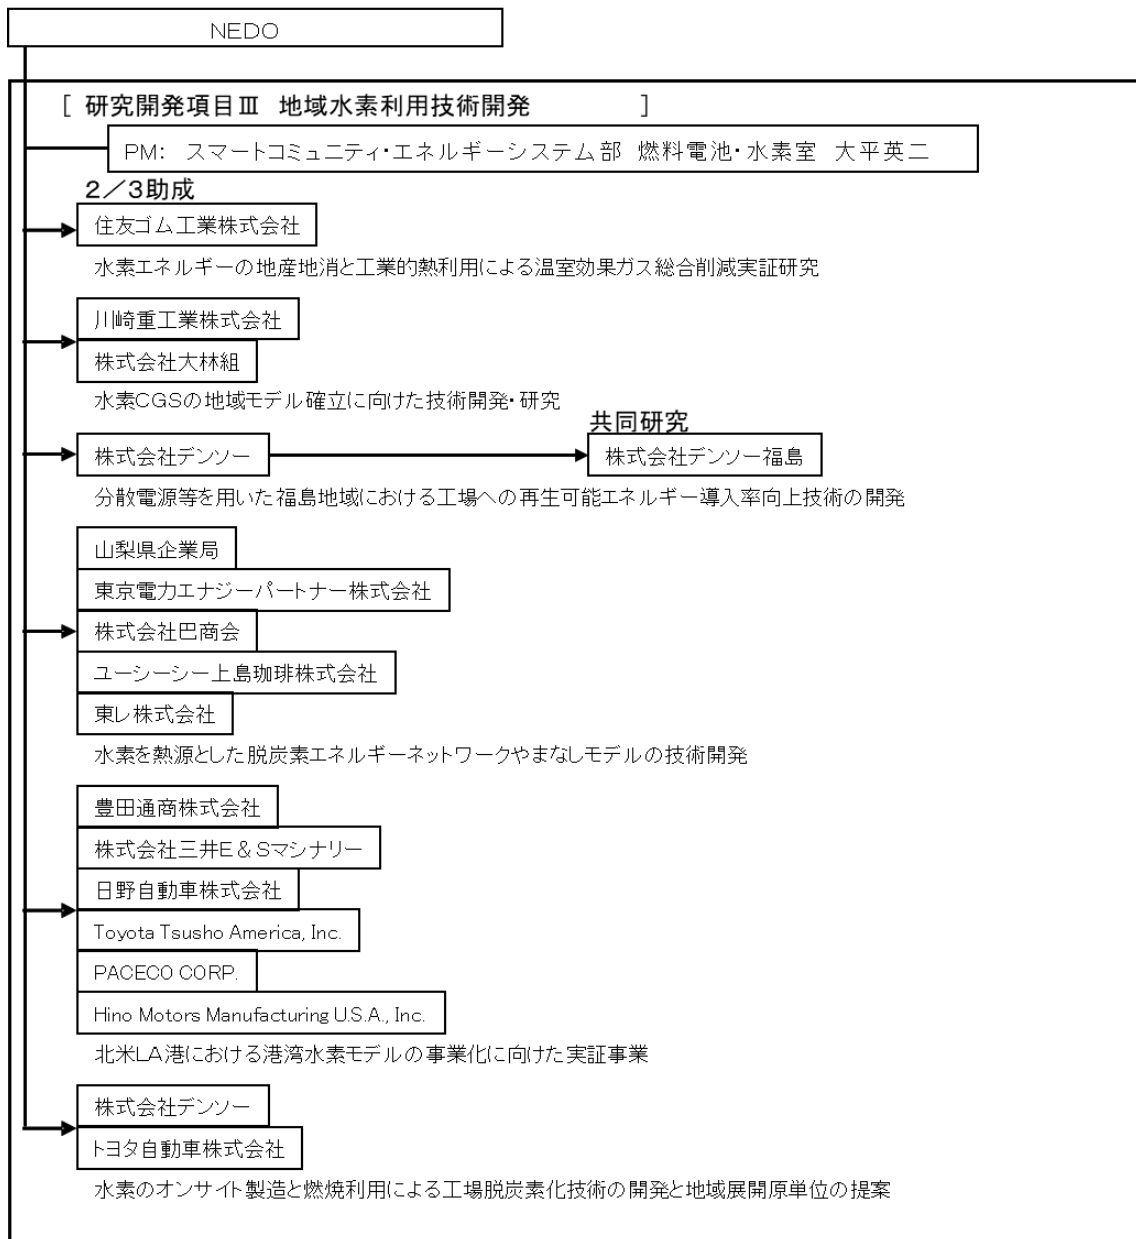 NEDO
［ 研究開発項目Ⅲ 地域水素利用技術開発 ］
PM： スマートコミュニティ・エネルギーシステム部 燃料電池・水素室 大平英二
２／３助成
住友ゴム工業株式会社
水素エネルギーの地産地消と工業的熱利用による温室効果ガス総合削減実証研究
川崎重工業株式会社
株式会社大林組
水素CGSの地域モデル確立に向けた技術開発・研究
共同研究
株式会社デンソー
株式会社デンソー福島
分散電源等を用いた福島地域における工場への再生可能エネルギー導入率向上技術の開発
山梨県企業局
東京電力エナジーパートナー株式会社
株式会社巴商会
ユーシーシー上島珈琲株式会社
東レ株式会社
水素を熱源とした脱炭素エネルギーネットワークやまなしモデルの技術開発
豊田通商株式会社
株式会社三井E＆Sマシナリー
日野自動車株式会社
Toyota Tsusho America, Inc.
PACECO CORP.
Hino Motors Manufacturing U.S.A., Inc.
北米LA港における港湾水素モデルの事業化に向けた実証事業
株式会社デンソー
トヨタ自動車株式会社
水素のオンサイト製造と燃焼利用による工場脱炭素化技術の開発と地域展開原単位の提案